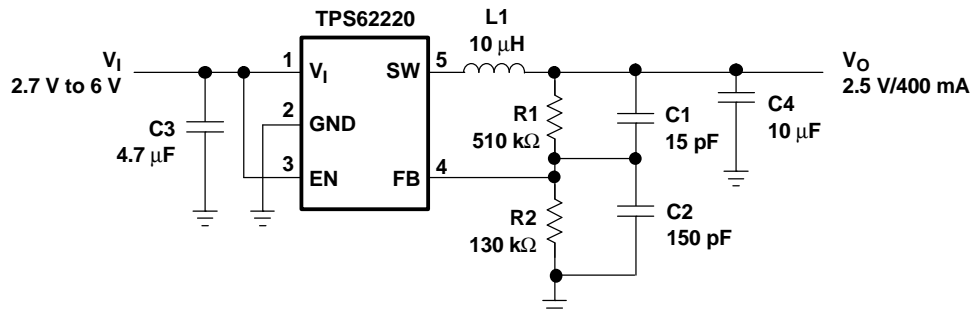 TPS62220
V_I
2.7 V to 6 V
C3
4.7 μF
1
V_I
2
GND
3
EN
SW
5
FB
4
L1
10 μH
R1
510 kΩ
R2
130 kΩ
C1
15 pF
C2
150 pF
C4
10 μF
V_O
2.5 V/400 mA